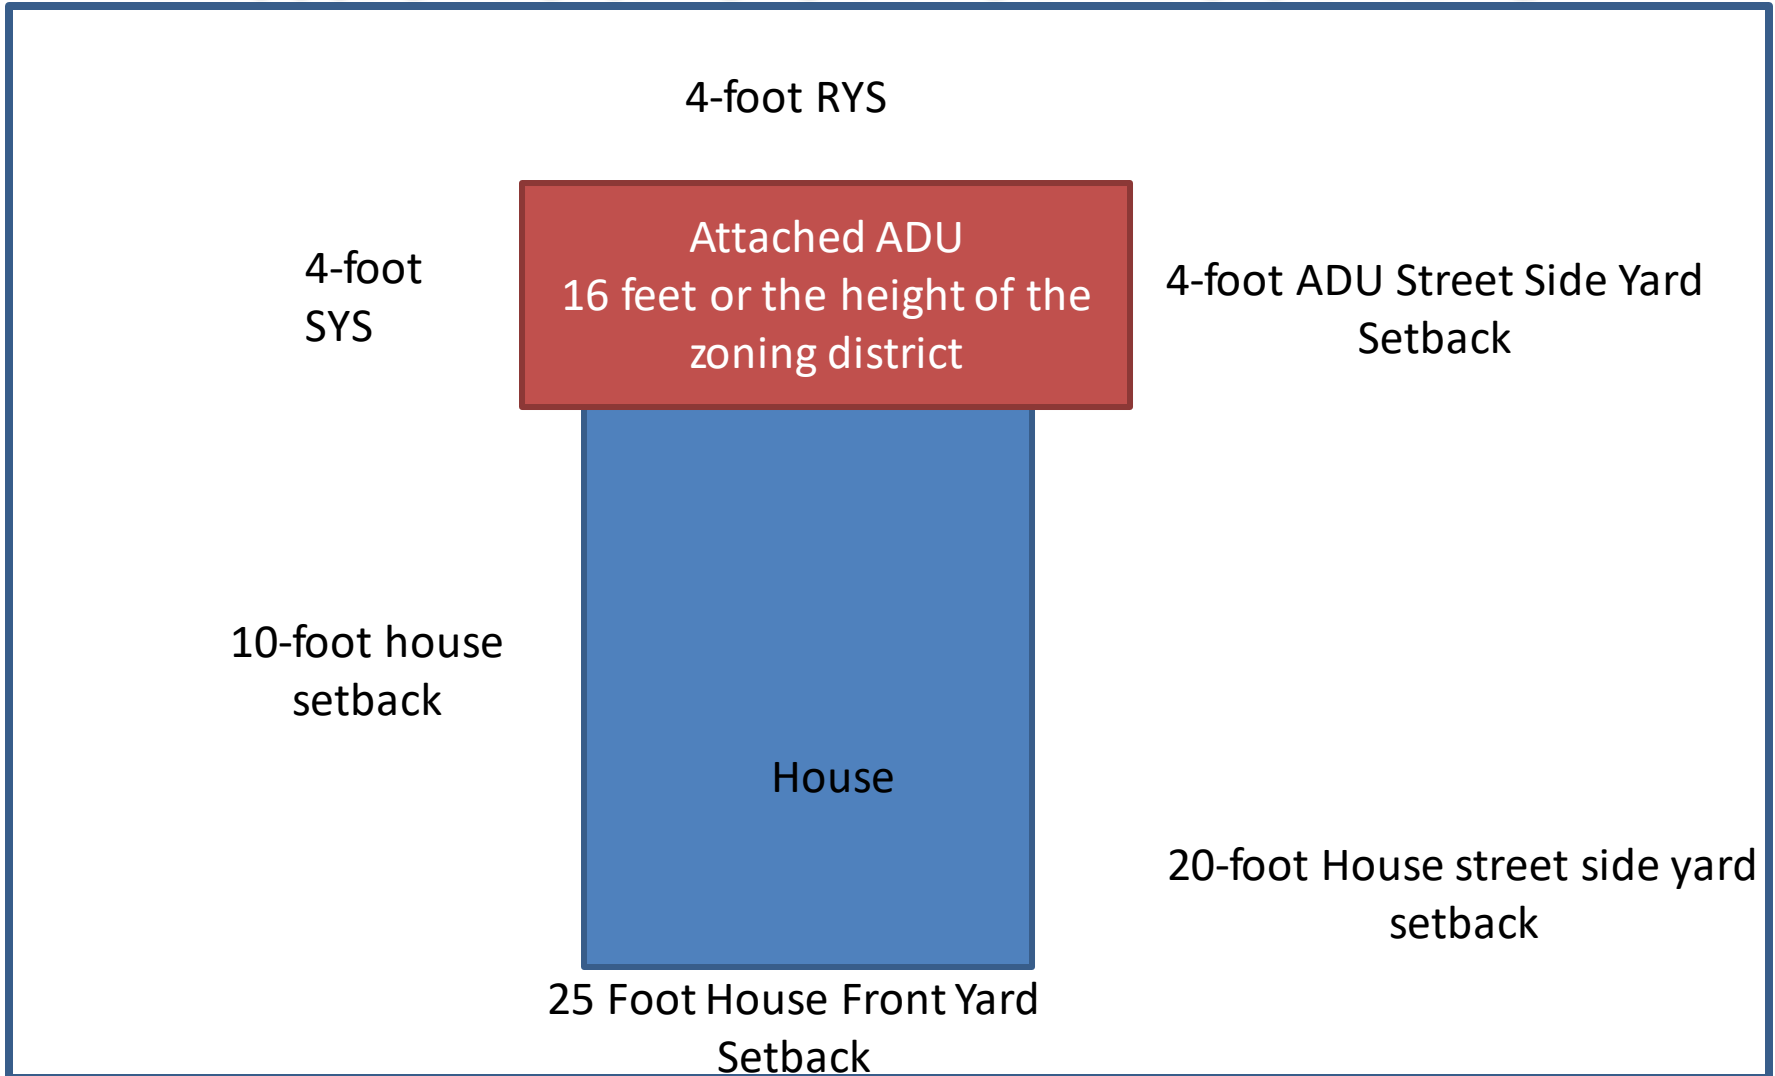 4-foot RYS
Attached ADU
16 feet or the height of the
zoning district
4-foot
SYS
4-foot ADU Street Side Yard
Setback
10-foot house
setback
House
20-foot House street side yard
setback
25 Foot House Front Yard
Setback